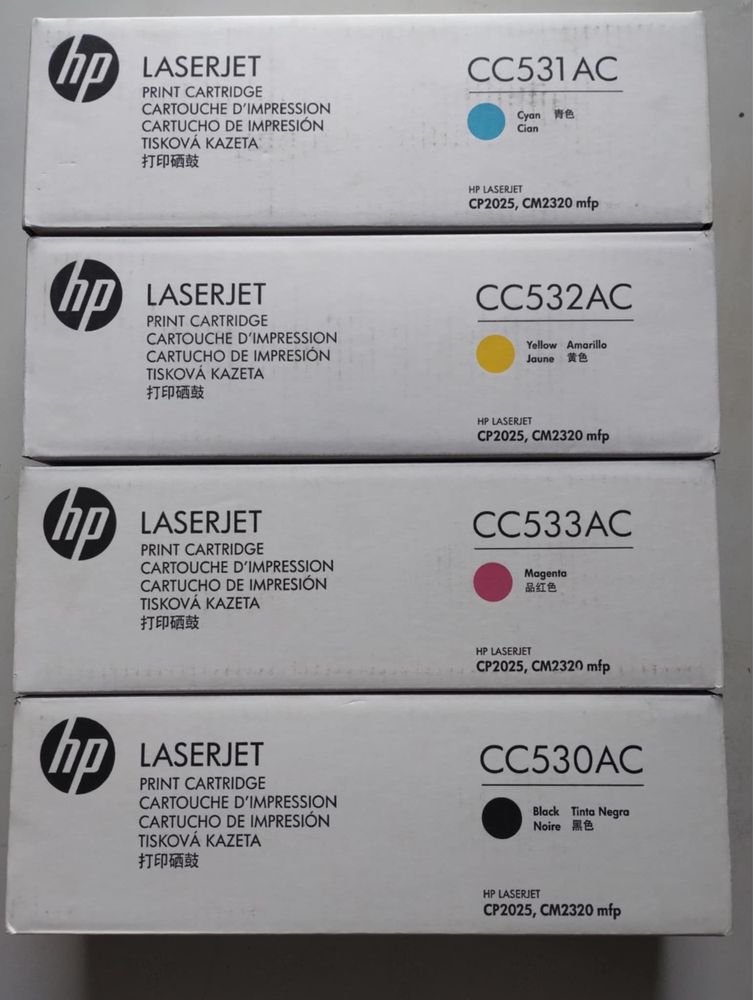 hp
LASERJET
PRINT CARTRIDGE
CARTOUCHE D'IMPRESSION
CARTUCHO DE IMPRESIÓN
TISKOVÁ KAZETA
打印硒鼓
CC531AC
Cyan 青色
Cian
HP LASERJET
CP2025, CM2320 mfp
hp
LASERJET
PRINT CARTRIDGE
CARTOUCHE D'IMPRESSION
CARTUCHO DE IMPRESIÓN
TISKOVÁ KAZETA
打印硒鼓
CC532AC
Yellow Amarillo
Jaune 黄色
HP LASERJET
CP2025, CM2320 mfp
hp
LASERJET
PRINT CARTRIDGE
CARTOUCHE D'IMPRESSION
CARTUCHO DE IMPRESIÓN
TISKOVÁ KAZETA
打印硒鼓
CC533AC
Magenta
品红色
HP LASERJET
CP2025, CM2320 mfp
hp
LASERJET
PRINT CARTRIDGE
CARTOUCHE D'IMPRESSION
CARTUCHO DE IMPRESIÓN
TISKOVÁ KAZETA
打印硒鼓
CC530AC
Black Tinta Negra
Noire 黑色
HP LASERJET
CP2025, CM2320 mfp